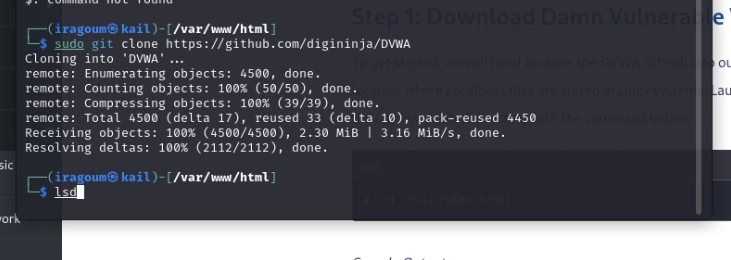 $: command not found
Step 1: Download Damn Vulnerable
┌──(iragoum㉿kail)-[/var/www/html]
└─$ sudo git clone https://github.com/digininja/DVWA
Cloning into 'DVWA'...
To get started, we will need to clone the DVWA GitHub into ou
remote: Enumerating objects: 4500, done.
remote: Counting objects: 100% (50/50), done.
location where Localhost files are stored in Linux systems. Lau
remote: Compressing objects: 100% (39/39), done.
remote: Total 4500 (delta 17), reused 33 (delta 10), pack-reused 4450
with the command below
Receiving objects: 100% (4500/4500), 2.30 MiB | 3.16 MiB/s, done.
Resolving deltas: 100% (2112/2112), done.
sic
┌──(iragoum㉿kail)-[/var/www/html]
└─$ lsd
$ cd /var/www/html
work